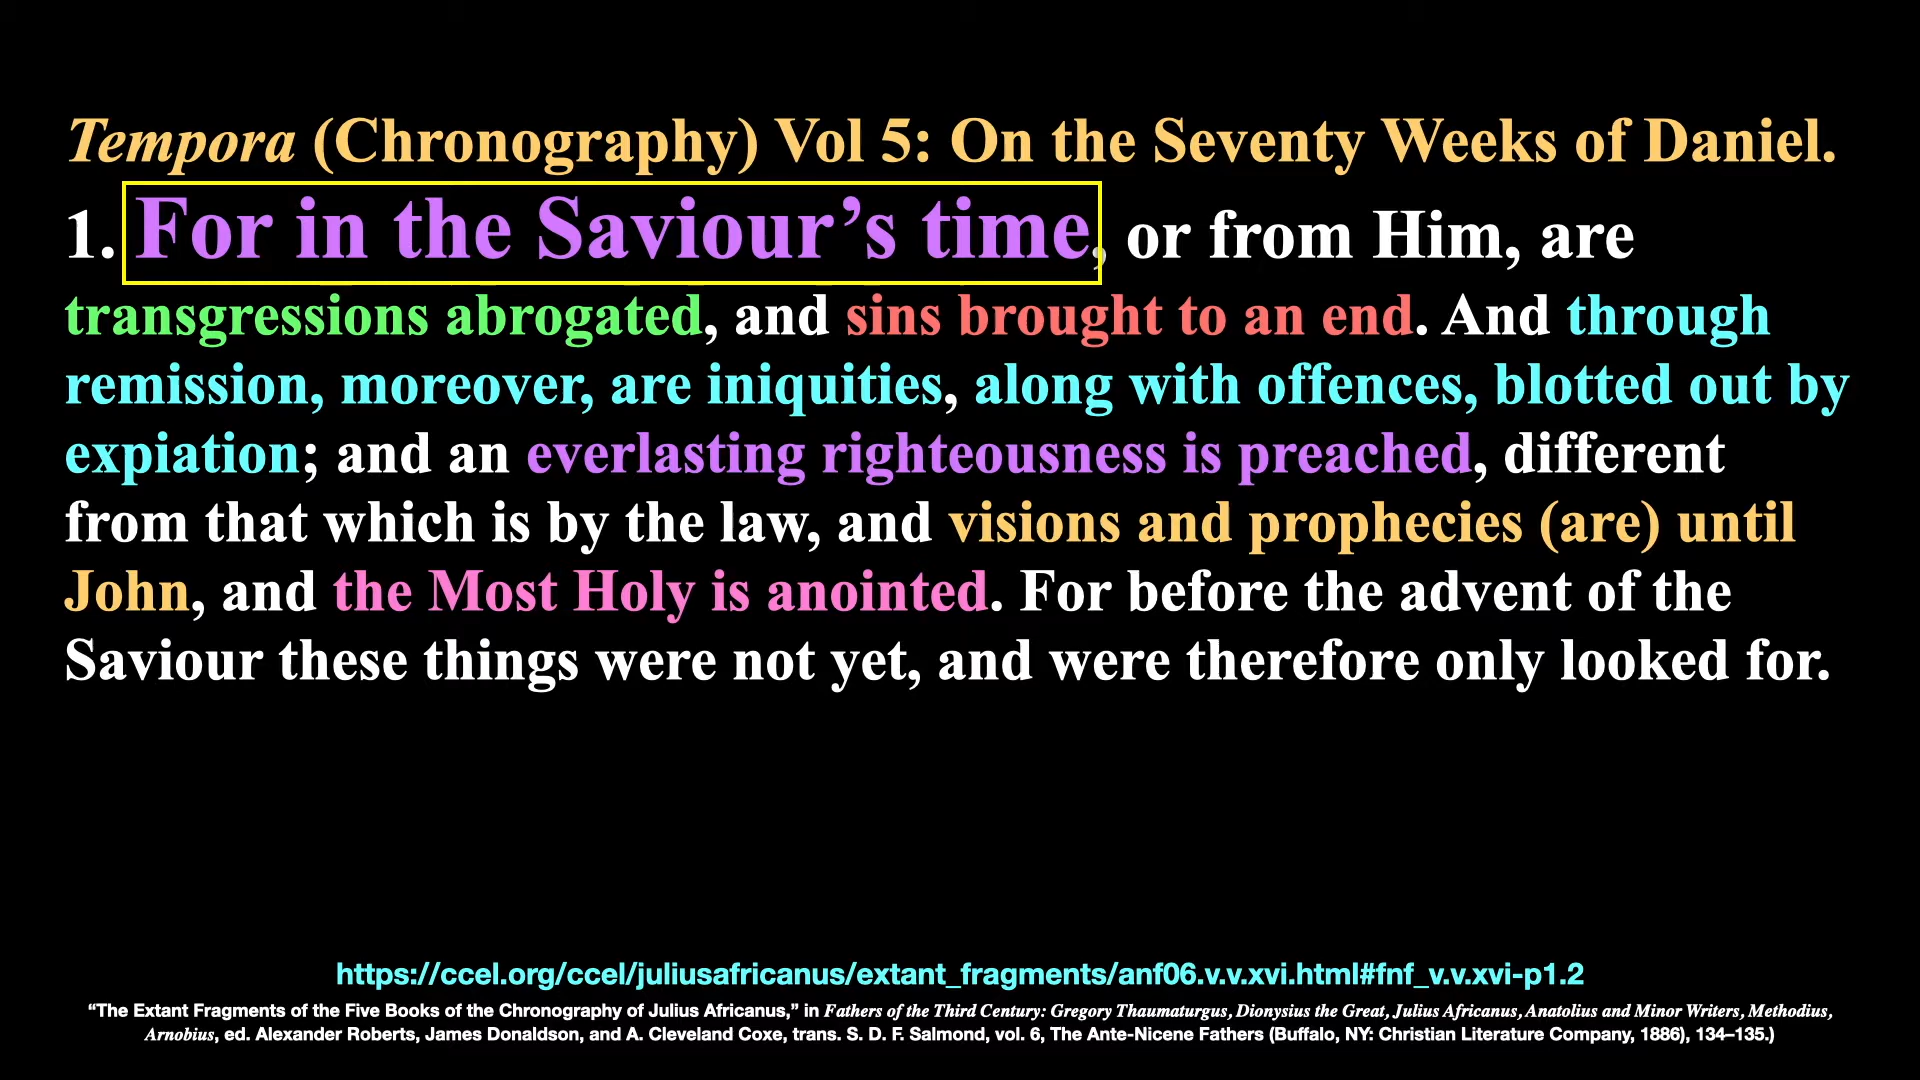 Tempora (Chronography) Vol 5: On the Seventy Weeks of Daniel.
1. For in the Saviour’s time, or from Him, are
transgressions abrogated, and sins brought to an end. And through
remission, moreover, are iniquities, along with offences, blotted out by
expiation; and an everlasting righteousness is preached, different
from that which is by the law, and visions and prophecies (are) until
John, and the Most Holy is anointed. For before the advent of the
Saviour these things were not yet, and were therefore only looked for.
https://ccel.org/ccel/juliusafricanus/extant_fragments/anf06.v.v.xvi.html#fnf_v.v.xvi-p1.2
“The Extant Fragments of the Five Books of the Chronography of Julius Africanus,” in Fathers of the Third Century: Gregory Thaumaturgus, Dionysius the Great, Julius Africanus, Anatolius and Minor Writers, Methodius,
Arnobius, ed. Alexander Roberts, James Donaldson, and A. Cleveland Coxe, trans. S. D. F. Salmond, vol. 6, The Ante-Nicene Fathers (Buffalo, NY: Christian Literature Company, 1886), 134–135.)